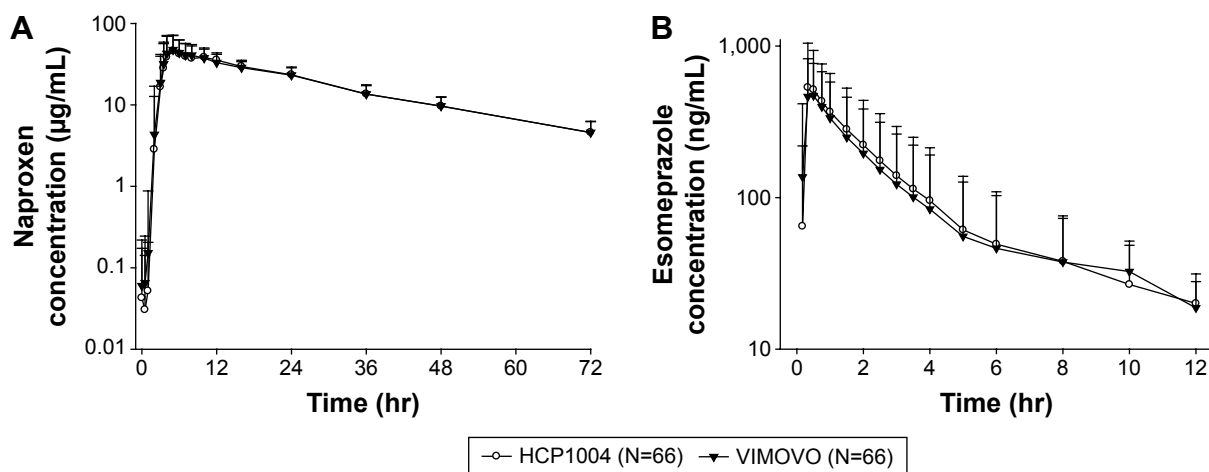 A
Naproxen
concentration (µg/mL)
100
10
1
0.1
0.01
0 12 24 36 48 60 72
Time (hr)
B
Esomeprazole
concentration (ng/mL)
1,000
100
10
0 2 4 6 8 10 12
Time (hr)
HCP1004 (N=66) VIMOVO (N=66)